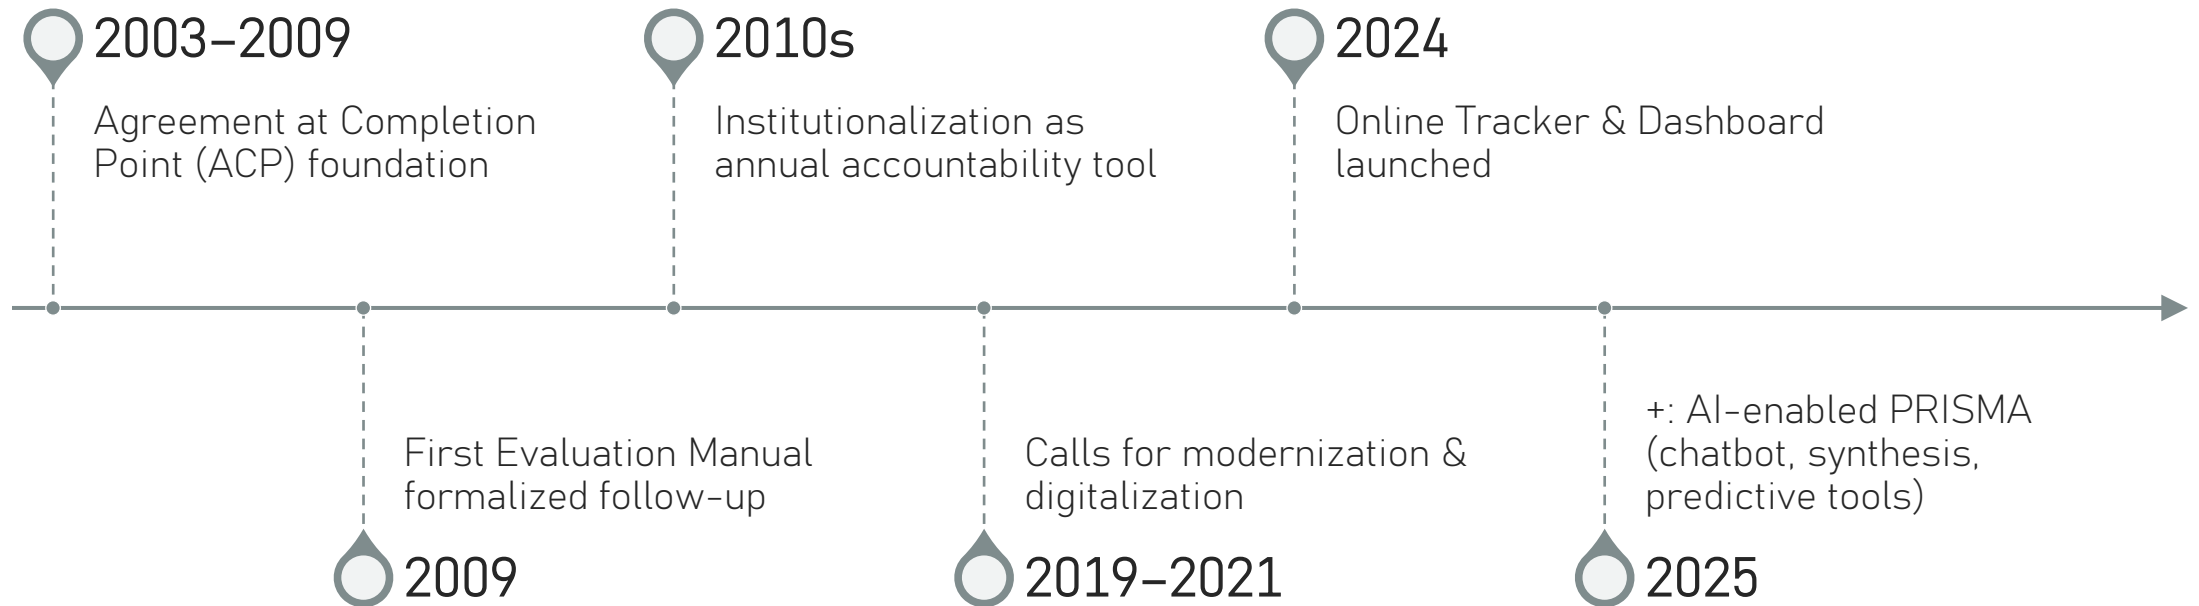 2003–2009
Agreement at Completion
Point (ACP) foundation
2009
First Evaluation Manual
formalized follow-up
2010s
Institutionalization as
annual accountability tool
2019–2021
Calls for modernization &
digitalization
2024
Online Tracker & Dashboard
launched
2025
+: AI-enabled PRISMA
(chatbot, synthesis,
predictive tools)